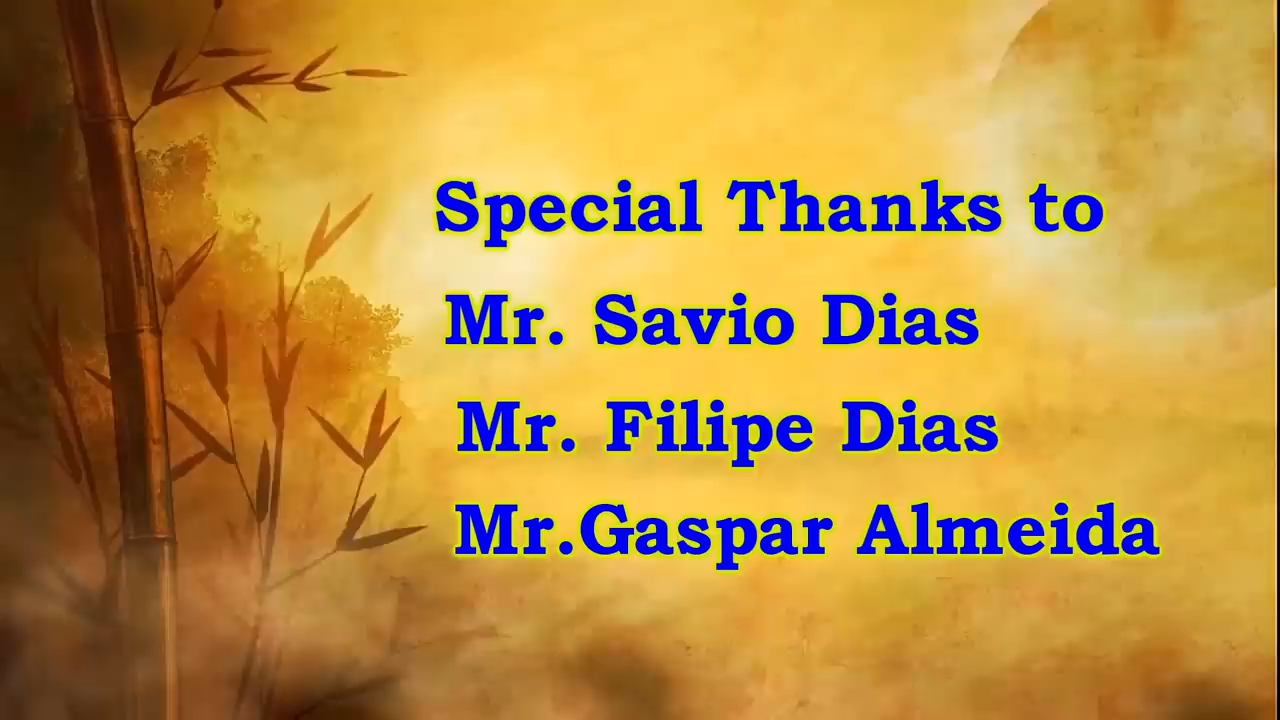 Special Thanks to
Mr. Savio Dias
Mr. Filipe Dias
Mr.Gaspar Almeida